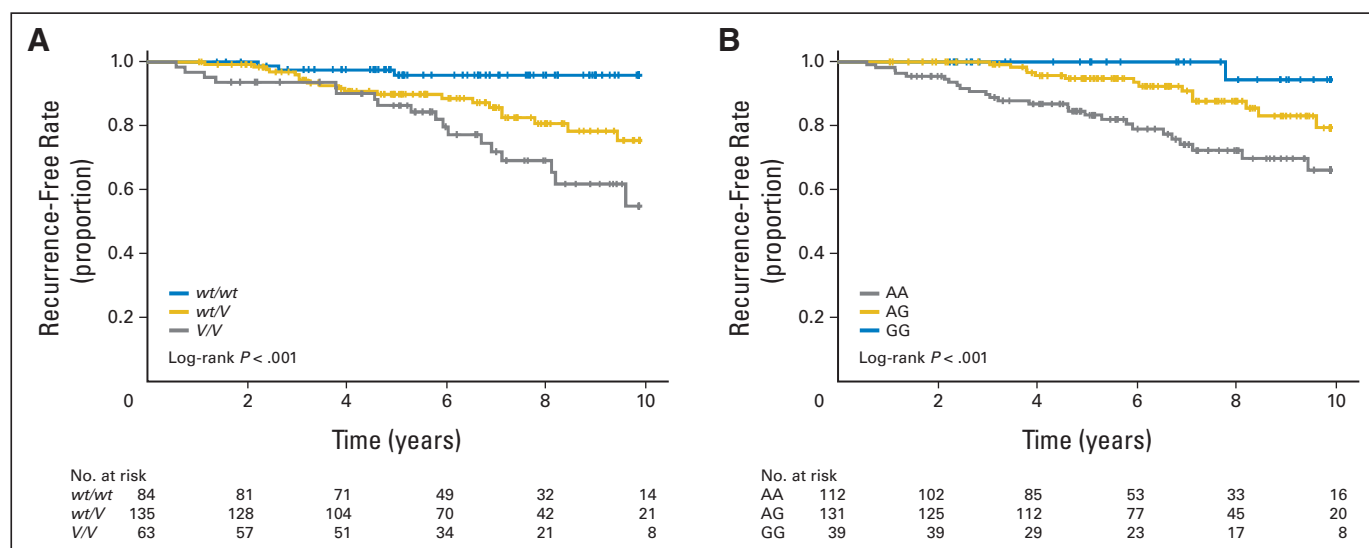 A
Recurrence-Free Rate
(proportion)
1.0
0.8
0.6
0.4
0.2
wt/wt
wt/V
V/V
Log-rank P < .001
0 2 4 6 8 10
Time (years)
No. at risk
wt/wt 84 81 71 49 32 14
wt/V 135 128 104 70 42 21
V/V 63 57 51 34 21 8
B
Recurrence-Free Rate
(proportion)
1.0
0.8
0.6
0.4
0.2
AA
AG
GG
Log-rank P < .001
0 2 4 6 8 10
Time (years)
No. at risk
AA 112 102 85 53 33 16
AG 131 125 112 77 45 20
GG 39 39 29 23 17 8